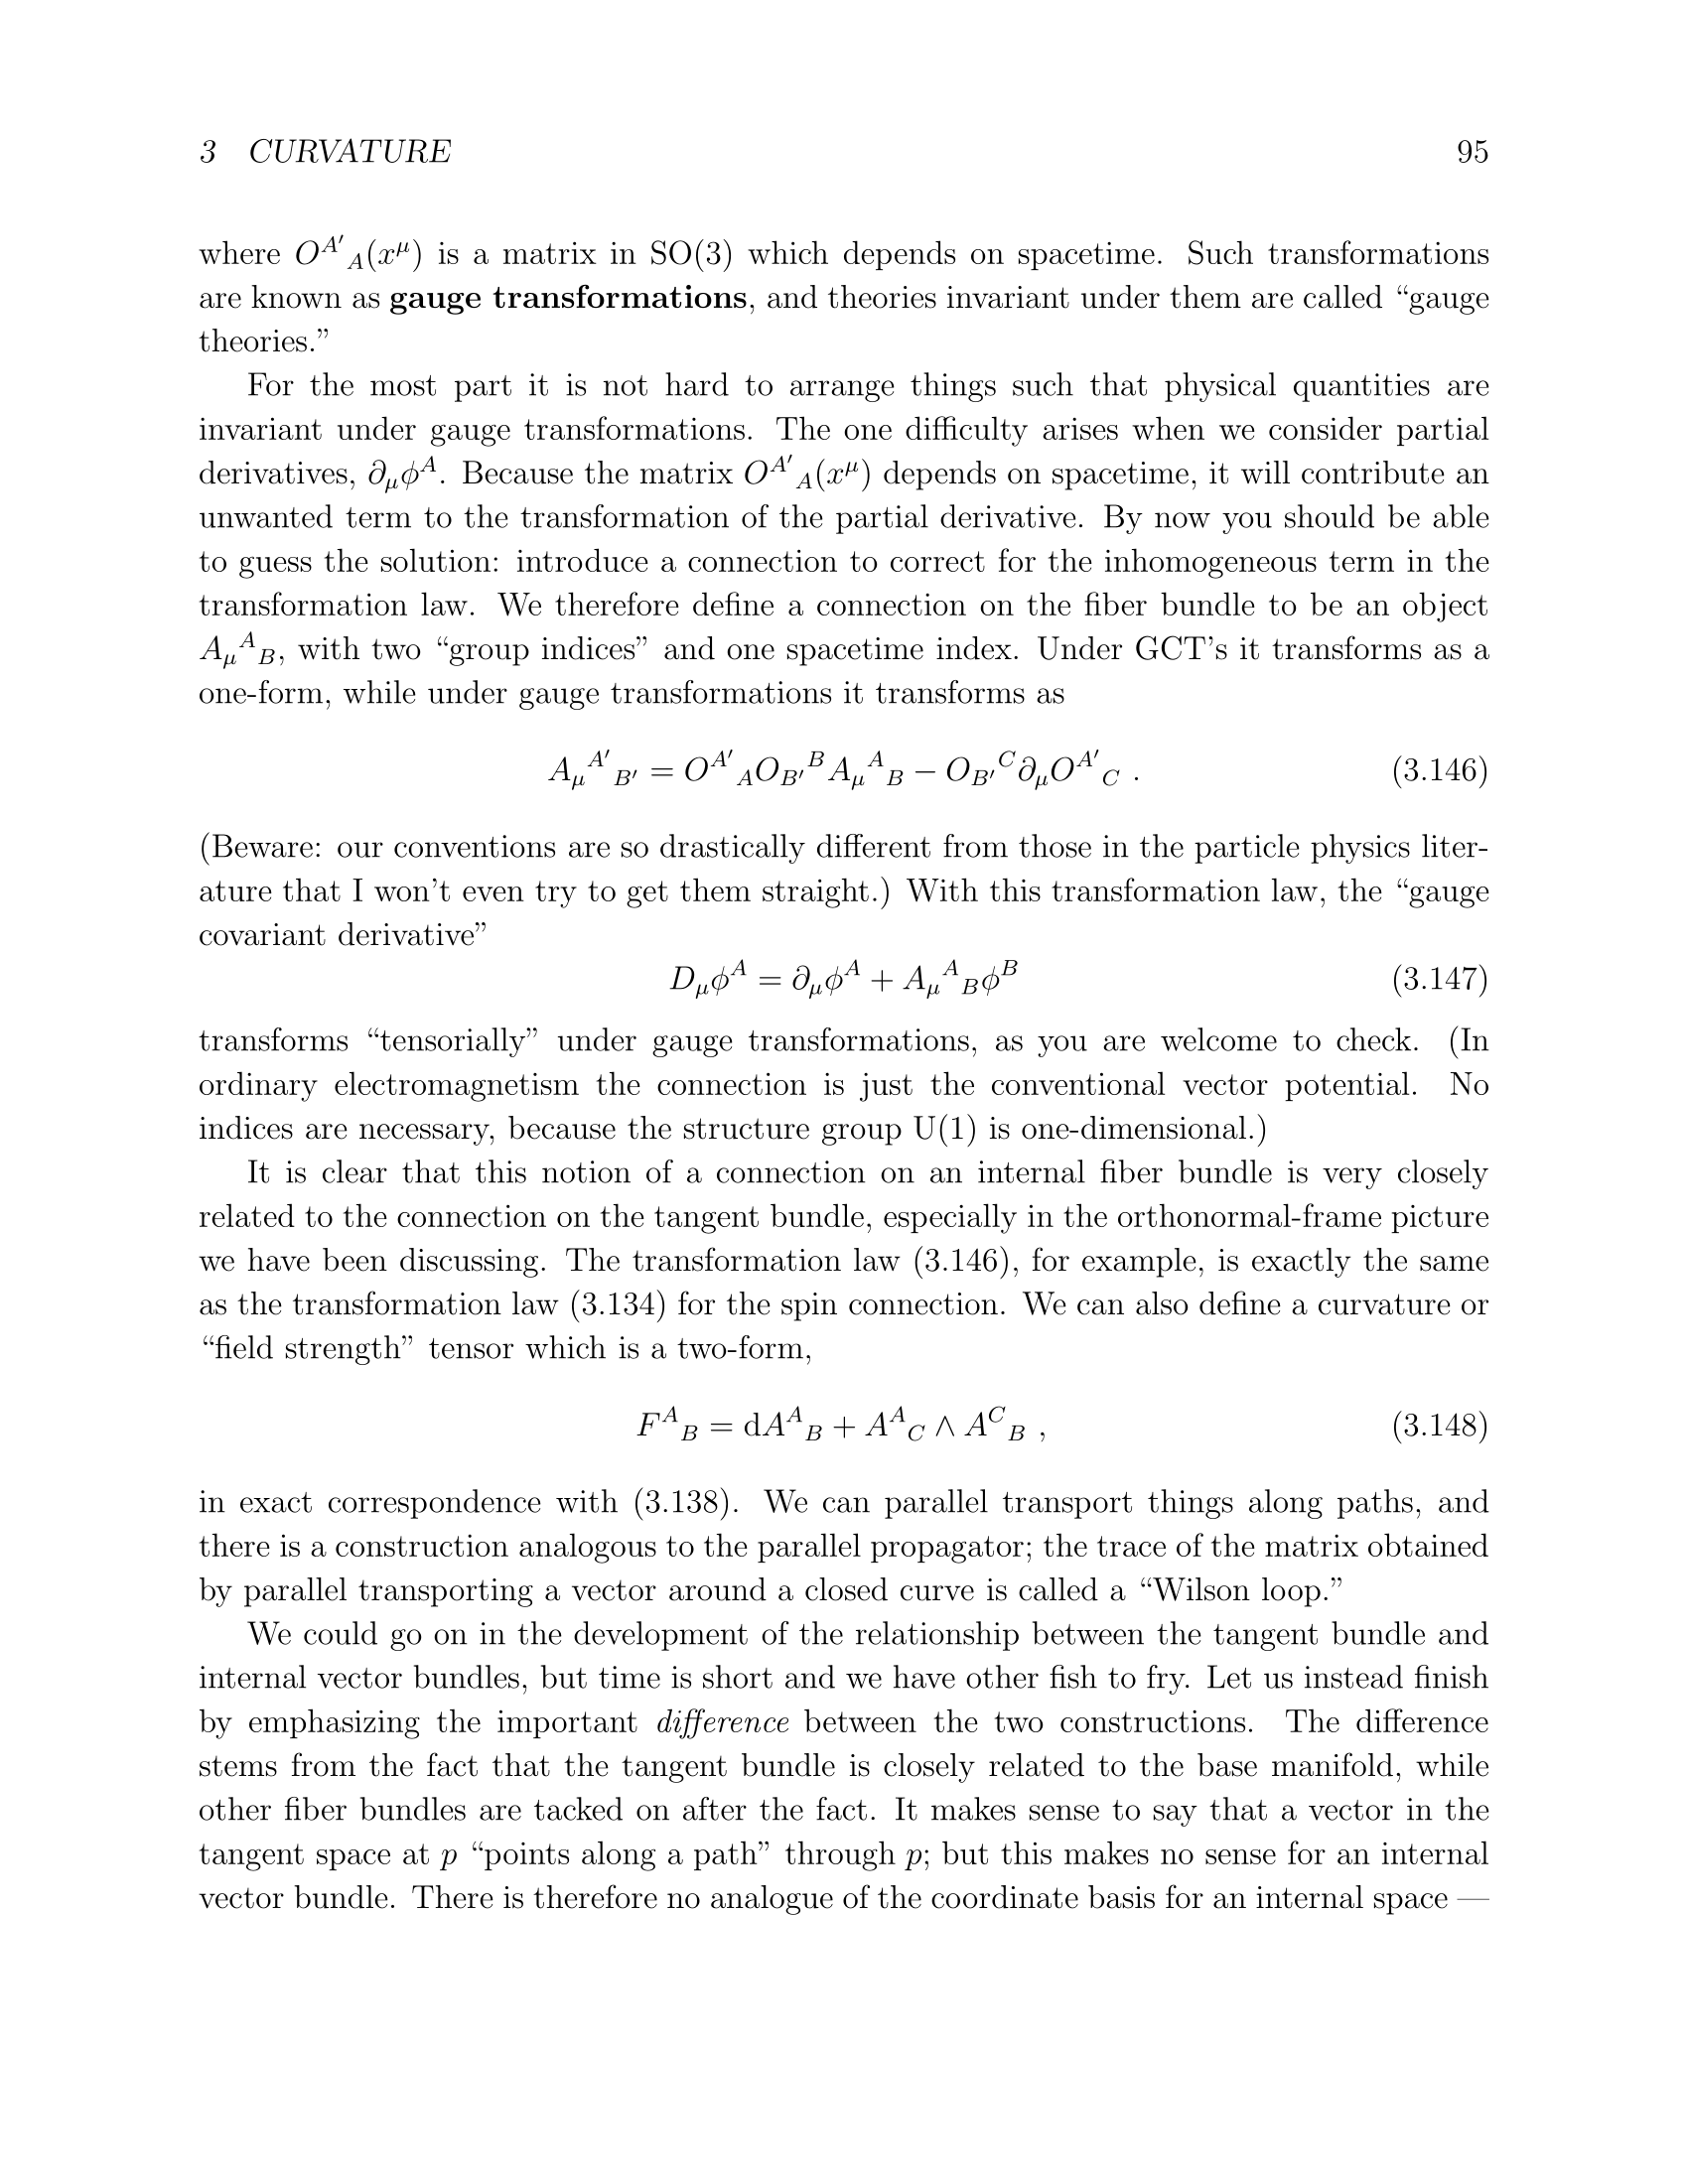 3 CURVATURE 95
where $O^{A'}{}_A(x^\mu)$ is a matrix in SO(3) which depends on spacetime. Such transformations
are known as gauge transformations, and theories invariant under them are called “gauge
theories.”
For the most part it is not hard to arrange things such that physical quantities are
invariant under gauge transformations. The one difficulty arises when we consider partial
derivatives, $\partial_\mu \phi^A$. Because the matrix $O^{A'}{}_A(x^\mu)$ depends on spacetime, it will contribute an
unwanted term to the transformation of the partial derivative. By now you should be able
to guess the solution: introduce a connection to correct for the inhomogeneous term in the
transformation law. We therefore define a connection on the fiber bundle to be an object
$A_\mu{}^A{}_B$, with two “group indices” and one spacetime index. Under GCT's it transforms as a
one-form, while under gauge transformations it transforms as
$A_\mu{}^{A'}{}_{B'} = O^{A'}{}_A O_{B'}{}^B A_\mu{}^A{}_B - O_{B'}{}^C \partial_\mu O^{A'}{}_C$ . (3.146)
(Beware: our conventions are so drastically different from those in the particle physics liter-
ature that I won't even try to get them straight.) With this transformation law, the “gauge
covariant derivative”
$D_\mu \phi^A = \partial_\mu \phi^A + A_\mu{}^A{}_B \phi^B$ (3.147)
transforms “tensorially” under gauge transformations, as you are welcome to check. (In
ordinary electromagnetism the connection is just the conventional vector potential. No
indices are necessary, because the structure group U(1) is one-dimensional.)
It is clear that this notion of a connection on an internal fiber bundle is very closely
related to the connection on the tangent bundle, especially in the orthonormal-frame picture
we have been discussing. The transformation law (3.146), for example, is exactly the same
as the transformation law (3.134) for the spin connection. We can also define a curvature or
“field strength” tensor which is a two-form,
$F^A{}_B = \mathrm{d}A^A{}_B + A^A{}_C \wedge A^C{}_B$ , (3.148)
in exact correspondence with (3.138). We can parallel transport things along paths, and
there is a construction analogous to the parallel propagator; the trace of the matrix obtained
by parallel transporting a vector around a closed curve is called a “Wilson loop.”
We could go on in the development of the relationship between the tangent bundle and
internal vector bundles, but time is short and we have other fish to fry. Let us instead finish
by emphasizing the important difference between the two constructions. The difference
stems from the fact that the tangent bundle is closely related to the base manifold, while
other fiber bundles are tacked on after the fact. It makes sense to say that a vector in the
tangent space at $p$ “points along a path” through $p$; but this makes no sense for an internal
vector bundle. There is therefore no analogue of the coordinate basis for an internal space —